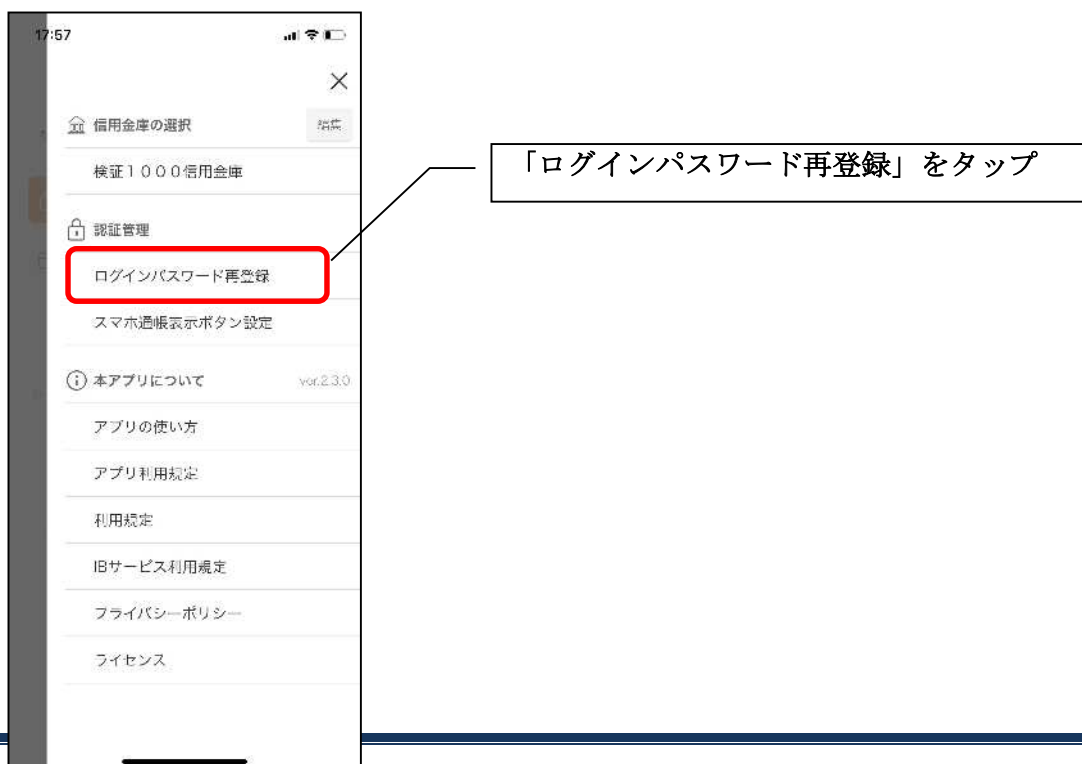 17:57
信用金庫の選択 編集
検証1000信用金庫
「ログインパスワード再登録」をタップ
認証管理
ログインパスワード再登録
スマホ通帳表示ボタン設定
本アプリについて ver.2.3.0
アプリの使い方
アプリ利用規定
利用規定
IBサービス利用規定
プライバシーポリシー
ライセンス